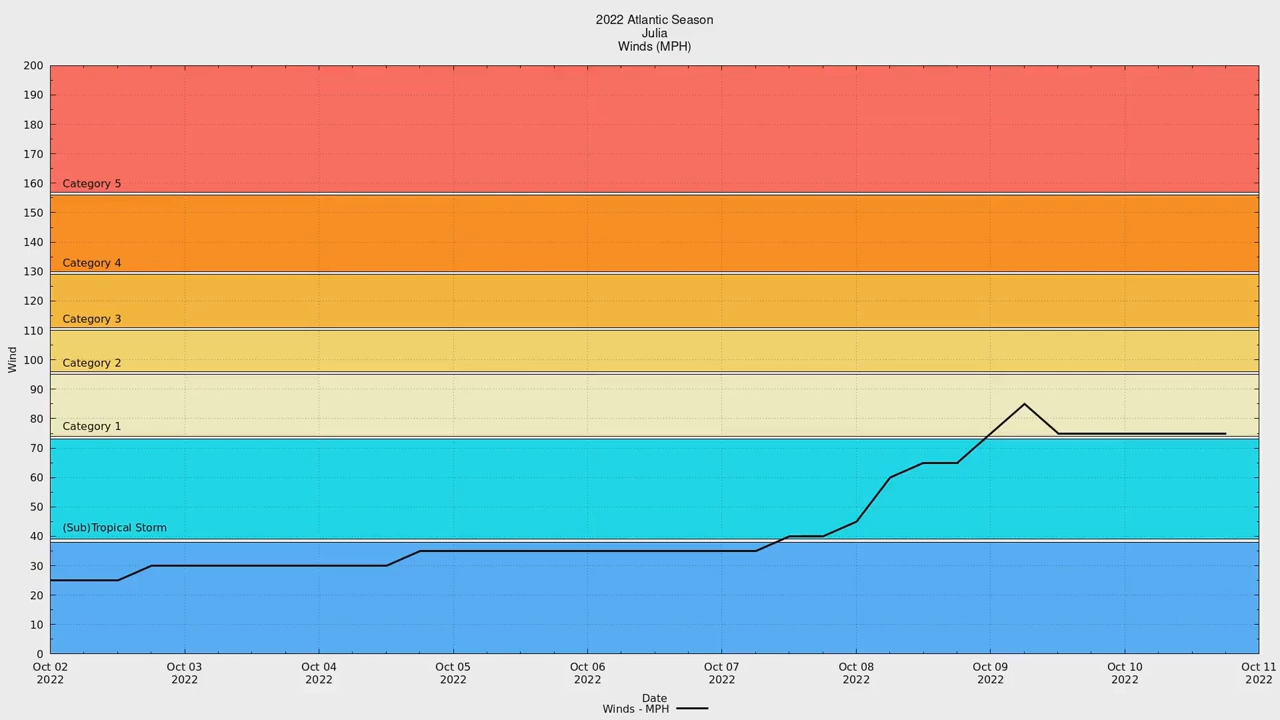 2022 Atlantic Season
Julia
Winds (MPH)
200
190
180
170
Category 5
160
150
140
Category 4
130
120
Category 3
110
Category 2
100
Wind
90
80
Category 1
70
60
50
(Sub)Tropical Storm
40
30
20
10
0
Oct 02 Oct 03 Oct 04 Oct 05 Oct 06 Oct 07 Oct 08 Oct 09 Oct 10 Oct 11
2022 2022 2022 2022 2022 2022 2022 2022 2022 2022
Date
Winds - MPH